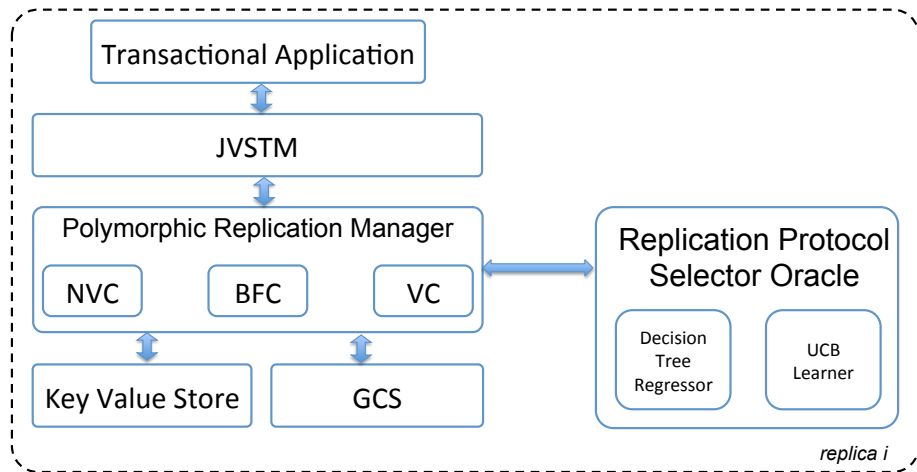 Transactional Application
JVSTM
Polymorphic Replication Manager
NVC
BFC
VC
Key Value Store
GCS
Replication Protocol
Selector Oracle
Decision
Tree
Regressor
UCB
Learner
replica i